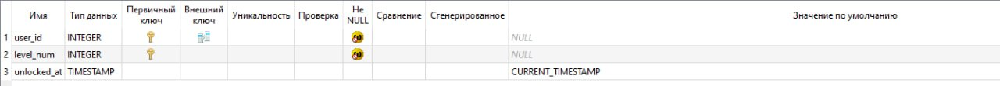 Имя Тип данных Первичный ключ Внешний ключ Уникальность Проверка Не NULL Сравнение Сгенерированное Значение по умолчанию
1 user_id INTEGER NULL
2 level_num INTEGER NULL
3 unlocked_at TIMESTAMP CURRENT_TIMESTAMP